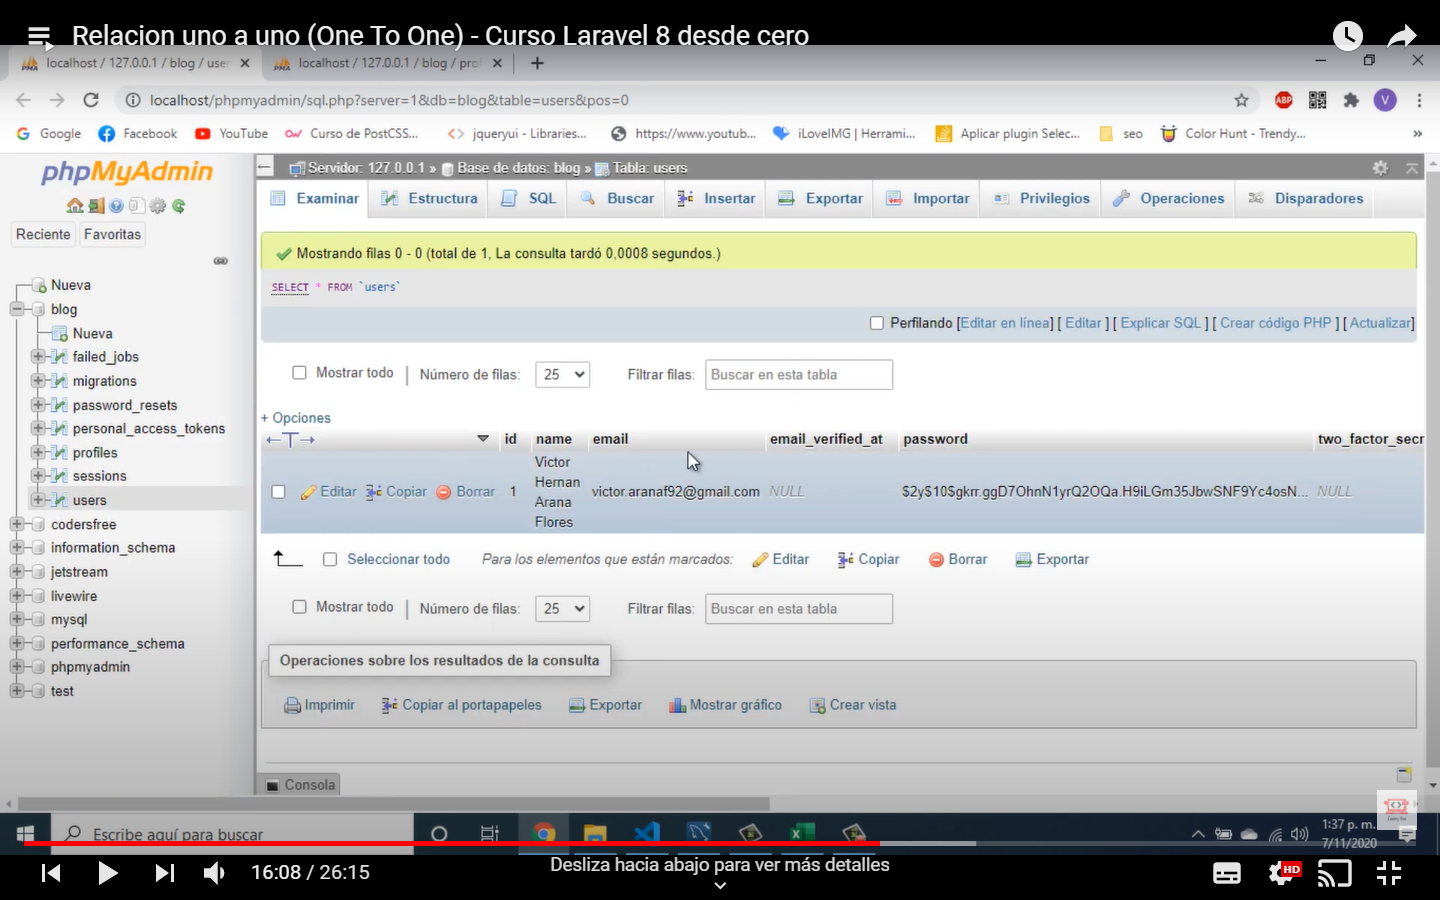 Relacion uno a uno (One To One) - Curso Laravel 8 desde cero
localhost / 127.0.0.1 / blog / use
localhost / 127.0.0.1 / blog / prof
localhost/phpmyadmin/sql.php?server=1&db=blog&table=users&pos=0
ABP
V
Google
Facebook
YouTube
Curso de PostCSS...
jqueryui - Libraries...
https://www.youtub...
iLoveIMG | Herrami...
Aplicar plugin Selec...
seo
Color Hunt - Trendy...
»
phpMyAdmin
Reciente
Favoritas
Nueva
blog
Nueva
failed_jobs
migrations
password_resets
personal_access_tokens
profiles
sessions
users
codersfree
information_schema
jetstream
livewire
mysql
performance_schema
phpmyadmin
test
Servidor: 127.0.0.1 » Base de datos: blog » Tabla: users
Examinar
Estructura
SQL
Buscar
Insertar
Exportar
Importar
Privilegios
Operaciones
Disparadores
Mostrando filas 0 - 0 (total de 1, La consulta tardó 0,0008 segundos.)
SELECT * FROM `users`
Perfilando [Editar en línea] [ Editar ] [ Explicar SQL ] [ Crear código PHP ] [ Actualizar]
Mostrar todo | Número de filas: 25 Filtrar filas: Buscar en esta tabla
+ Opciones
←T→ id name email email_verified_at password two_factor_secr
Editar Copiar Borrar 1 Victor Hernan Arana Flores victor.aranaf92@gmail.com NULL $2y$10$gkrr.ggD7OhnN1yrQ2OQa.H9iLGm35JbwSNF9Yc4osN... NULL
Seleccionar todo Para los elementos que están marcados: Editar Copiar Borrar Exportar
Mostrar todo | Número de filas: 25 Filtrar filas: Buscar en esta tabla
Operaciones sobre los resultados de la consulta
Imprimir Copiar al portapapeles Exportar Mostrar gráfico Crear vista
Consola
Escribe aquí para buscar
1:37 p. m.
7/11/2020
16:08 / 26:15
Desliza hacia abajo para ver más detalles
HD